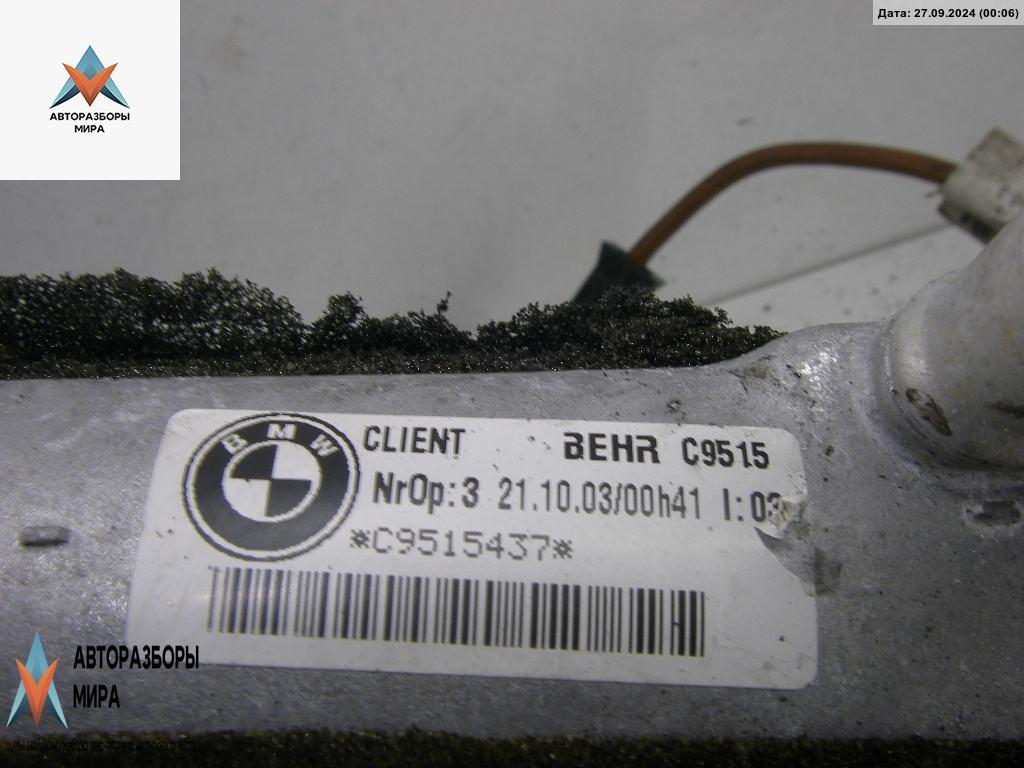 Дата: 27.09.2024 (00:06)
АВТОРАЗБОРЫ
МИРА
BMW
CLIENT BEHR C9515
NrOp:3 21.10.03/00h41 I:03
*C9515437*
АВТОРАЗБОРЫ
МИРА